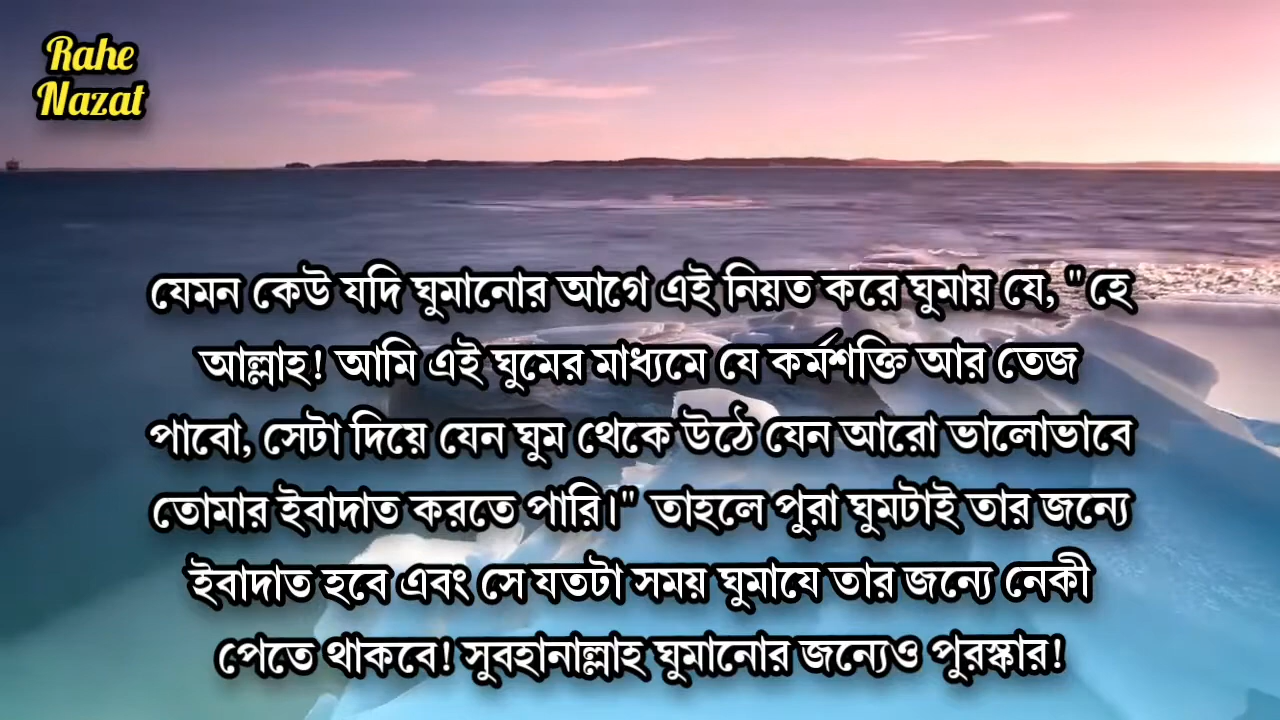 Rahe
Nazat
যেমন কেউ যদি ঘুমানোর আগে এই নিয়ত করে ঘুমায় যে, "হে
আল্লাহ! আমি এই ঘুমের মাধ্যমে যে কর্মশক্তি আর তেজ
পাবো, সেটা দিয়ে যেন ঘুম থেকে উঠে যেন আরো ভালোভাবে
তোমার ইবাদাত করতে পারি।" তাহলে পুরা ঘুমটাই তার জন্যে
ইবাদাত হবে এবং সে যতটা সময় ঘুমাযে তার জন্যে নেকী
পেতে থাকবে! সুবহানাল্লাহ ঘুমানোর জন্যেও পুরস্কার!